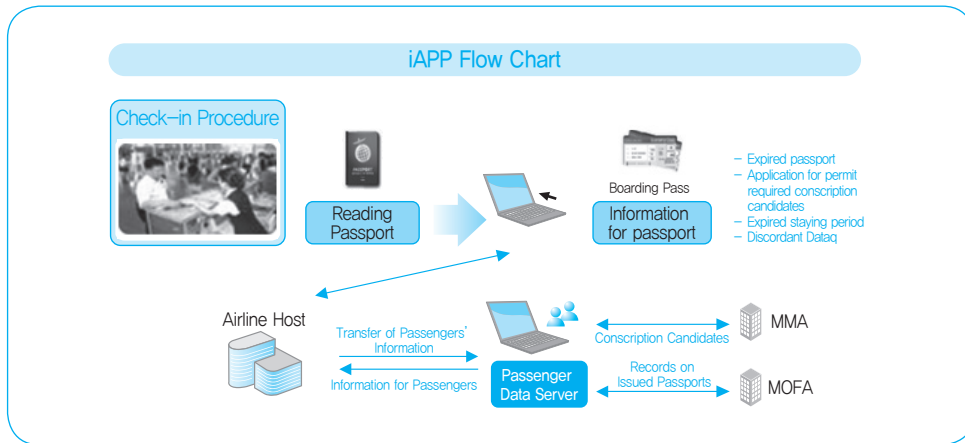 iAPP Flow Chart
Check-in Procedure
Reading
Passport
Boarding Pass
Information
for passport
- Expired passport
- Application for permit
required conscription
candidates
- Expired staying period
- Discordant Dataq
Airline Host
Transfer of Passengers'
Information
Information for Passengers
Passenger
Data Server
Conscription Candidates
MMA
Records on
Issued Passports
MOFA